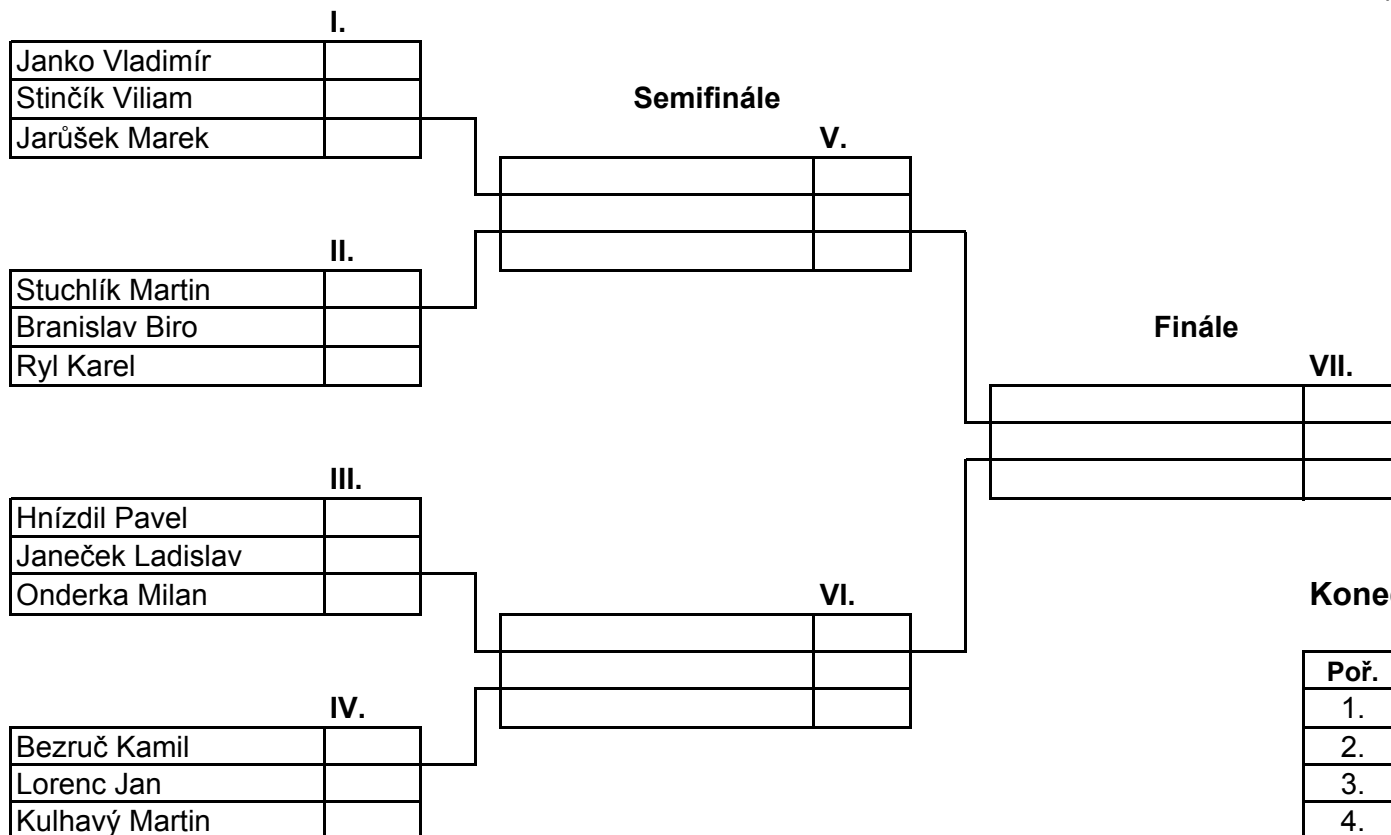 I.
Janko Vladimír
Stinčík Viliam
Jarůšek Marek
Semifinále
V.
II.
Stuchlík Martin
Branislav Biro
Ryl Karel
Finále
VII.
III.
Hnízdil Pavel
Janeček Ladislav
Onderka Milan
VI.
IV.
Bezruč Kamil
Lorenc Jan
Kulhavý Martin
Poř.
1.
2.
3.
4.